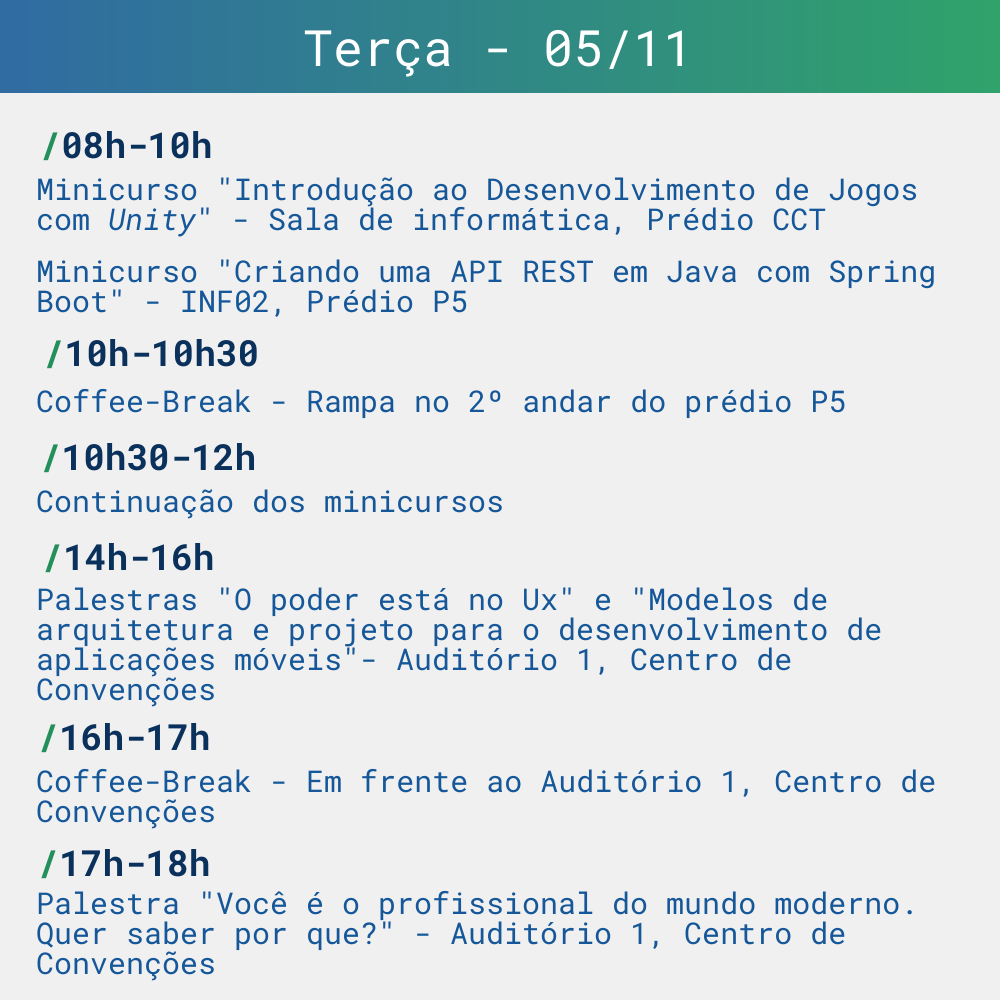 Terça - 05/11
/08h-10h
Minicurso "Introdução ao Desenvolvimento de Jogos
com Unity" - Sala de informática, Prédio CCT
Minicurso "Criando uma API REST em Java com Spring
Boot" - INF02, Prédio P5
/10h-10h30
Coffee-Break - Rampa no 2º andar do prédio P5
/10h30-12h
Continuação dos minicursos
/14h-16h
Palestras "O poder está no Ux" e "Modelos de
arquitetura e projeto para o desenvolvimento de
aplicações móveis"- Auditório 1, Centro de
Convenções
/16h-17h
Coffee-Break - Em frente ao Auditório 1, Centro de
Convenções
/17h-18h
Palestra "Você é o profissional do mundo moderno.
Quer saber por que?" - Auditório 1, Centro de
Convenções